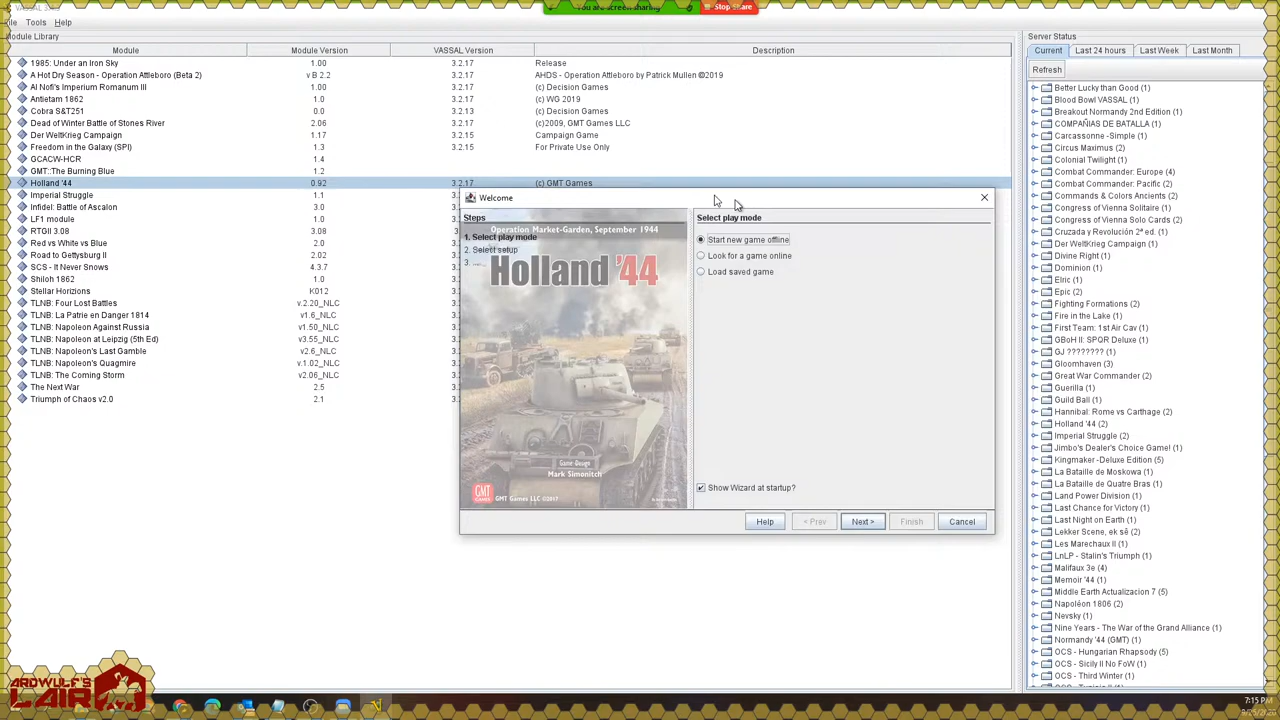 VASSAL
You are screen sharing Stop Share
File Tools Help
Module Library
Module Module Version VASSAL Version Description
1985: Under an Iron Sky 1.00 3.2.17 Release
A Hot Dry Season - Operation Attleboro (Beta 2) v B 2.2 3.2.17 AHDS - Operation Attleboro by Patrick Mullen ©2019
Al Nofi's Imperium Romanum III 1.00 3.2.17 (c) Decision Games
Antietam 1862 1.0 3.2.17 (c) WG 2019
Cobra S&T251 0.0 3.2.13 (c) Decision Games
Dead of Winter Battle of Stones River 2.06 3.2.17 (c)2009, GMT Games, LLC
Der WeltKrieg Campaign 1.17 3.2.15 Campaign Game
Freedom in the Galaxy (SPI) 1.3 3.2.15 For Private Use Only
GCACW-HCR 1.4
GMT::The Burning Blue 1.2
Holland '44 0.92 3.2.17 (c) GMT Games
Imperial Struggle 1.1
Infidel: Battle of Ascalon 3.0
LF1 module 1.0
RTGII 3.08 3.08
Red vs White vs Blue 2.0
Road to Gettysburg II 2.02
SCS - It Never Snows 4.3.7
Shiloh 1862 1.0
Stellar Horizons K012
TLNB: Four Lost Battles v.2.20_NLC
TLNB: La Patrie en Danger 1814 v1.6_NLC
TLNB: Napoleon Against Russia v1.50_NLC
TLNB: Napoleon at Leipzig (5th Ed) v3.55_NLC
TLNB: Napoleon's Last Gamble v2.6_NLC
TLNB: Napoleon's Quagmire v.1.02_NLC
TLNB: The Coming Storm v2.06_NLC
The Next War 2.5
Triumph of Chaos v2.0 2.1
Welcome
Steps
1. Select play mode
2. Select setup
3. ...
Operation Market-Garden, September 1944
Holland '44
Game Design
Mark Simonitch
GMT Games LLC ©2017
Select play mode
Start new game offline
Look for a game online
Load saved game
Show Wizard at startup?
Help < Prev Next > Finish Cancel
Server Status
Current Last 24 hours Last Week Last Month
Refresh
Better Lucky than Good (1)
Blood Bowl VASSAL (1)
Breakout Normandy 2nd Edition (1)
COMPAÑIAS DE BATALLA (1)
Carcassonne -Simple (1)
Circus Maximus (2)
Colonial Twilight (1)
Combat Commander: Europe (4)
Combat Commander: Pacific (2)
Commands & Colors Ancients (2)
Congress of Vienna Solitaire (1)
Congress of Vienna Solo Cards (2)
Cruzada y Revolución 2ª ed. (1)
Der WeltKrieg Campaign (1)
Divine Right (1)
Dominion (1)
Elric (1)
Epic (2)
Fighting Formations (2)
Fire in the Lake (1)
First Team: 1st Air Cav (1)
GBoH II: SPQR Deluxe (1)
GJ ???????? (1)
Gloomhaven (3)
Great War Commander (2)
Guerilla (1)
Guild Ball (1)
Hannibal: Rome vs Carthage (2)
Holland '44 (2)
Imperial Struggle (2)
Jimbo's Dealer's Choice Game! (1)
Kingmaker -Deluxe Edition (5)
La Bataille de Moskowa (1)
La Bataille de Quatre Bras (1)
Land Power Division (1)
Last Chance for Victory (1)
Last Night on Earth (1)
Lekker Scene, ek sê (2)
Les Marechaux II (1)
LnLP - Stalin's Triumph (1)
Malifaux 3e (4)
Memoir '44 (1)
Middle Earth Actualizacion 7 (5)
Napoléon 1806 (2)
Nevsky (1)
Nine Years - The War of the Grand Alliance (1)
Normandy '44 (GMT) (1)
OCS - Hungarian Rhapsody (5)
OCS - Sicily II No FoW (1)
OCS - Third Winter (1)
ARDWULF'S
LAIR
7:15 PM